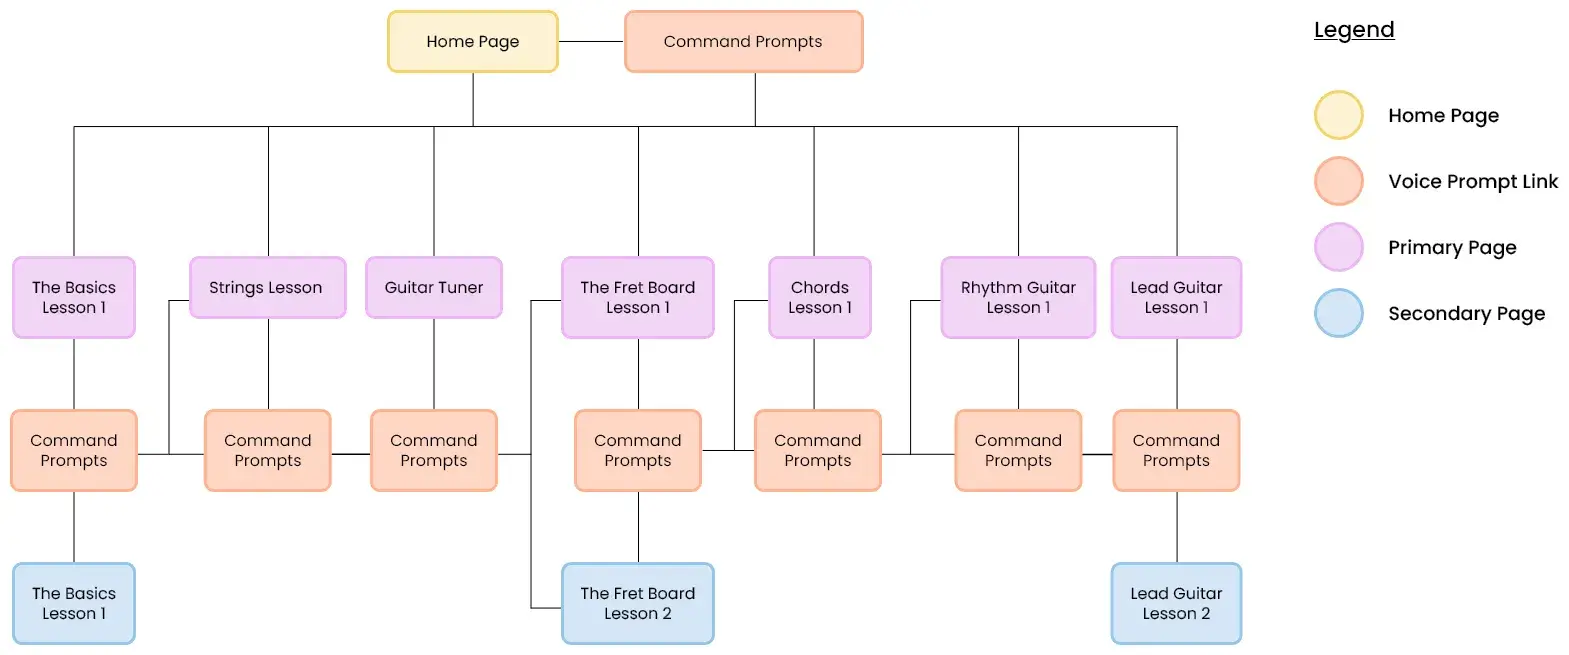 Home Page
Command Prompts
Legend
Home Page
Voice Prompt Link
Primary Page
Secondary Page
The Basics
Lesson 1
Strings Lesson
Guitar Tuner
The Fret Board
Lesson 1
Chords
Lesson 1
Rhythm Guitar
Lesson 1
Lead Guitar
Lesson 1
Command
Prompts
Command
Prompts
Command
Prompts
Command
Prompts
Command
Prompts
Command
Prompts
Command
Prompts
The Basics
Lesson 1
The Fret Board
Lesson 2
Lead Guitar
Lesson 2